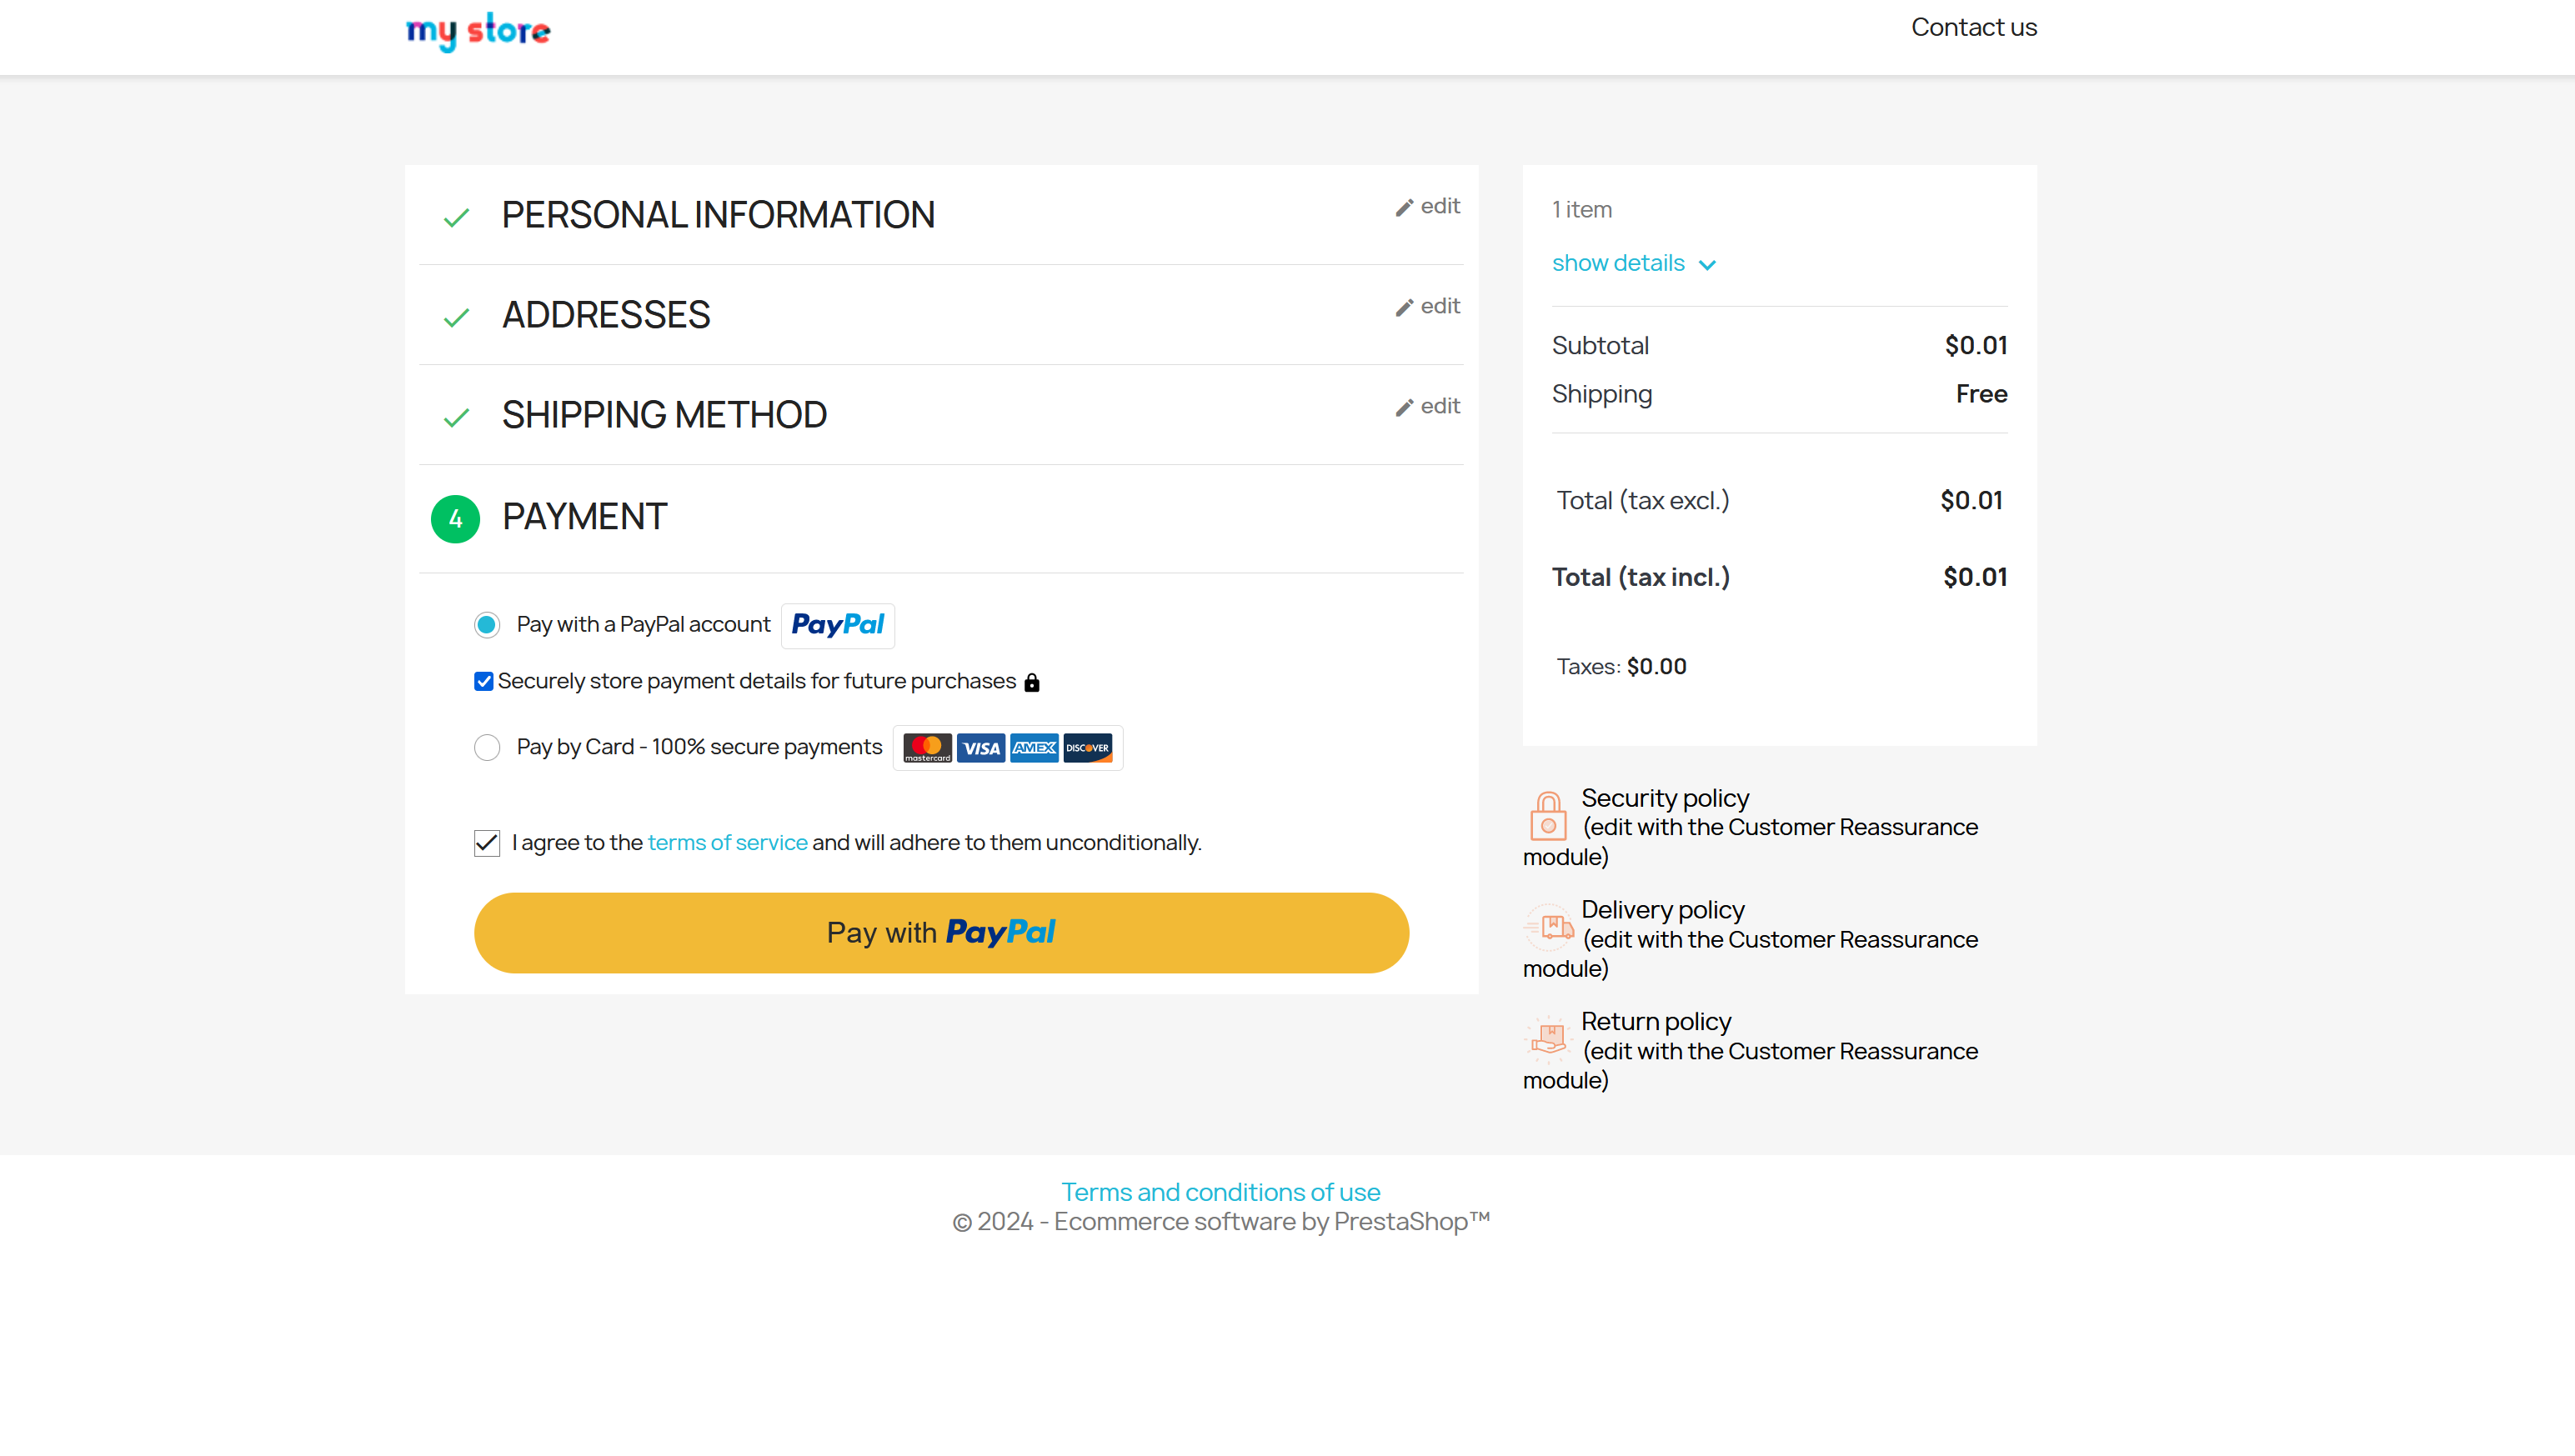 my store
Contact us
PERSONAL INFORMATION
edit
ADDRESSES
edit
SHIPPING METHOD
edit
4 PAYMENT
Pay with a PayPal account PayPal
Securely store payment details for future purchases
Pay by Card - 100% secure payments mastercard VISA AMEX DISCOVER
I agree to the terms of service and will adhere to them unconditionally.
Pay with PayPal
1 item
show details
Subtotal $0.01
Shipping Free
Total (tax excl.) $0.01
Total (tax incl.) $0.01
Taxes: $0.00
Security policy
(edit with the Customer Reassurance
module)
Delivery policy
(edit with the Customer Reassurance
module)
Return policy
(edit with the Customer Reassurance
module)
Terms and conditions of use
© 2024 - Ecommerce software by PrestaShop™